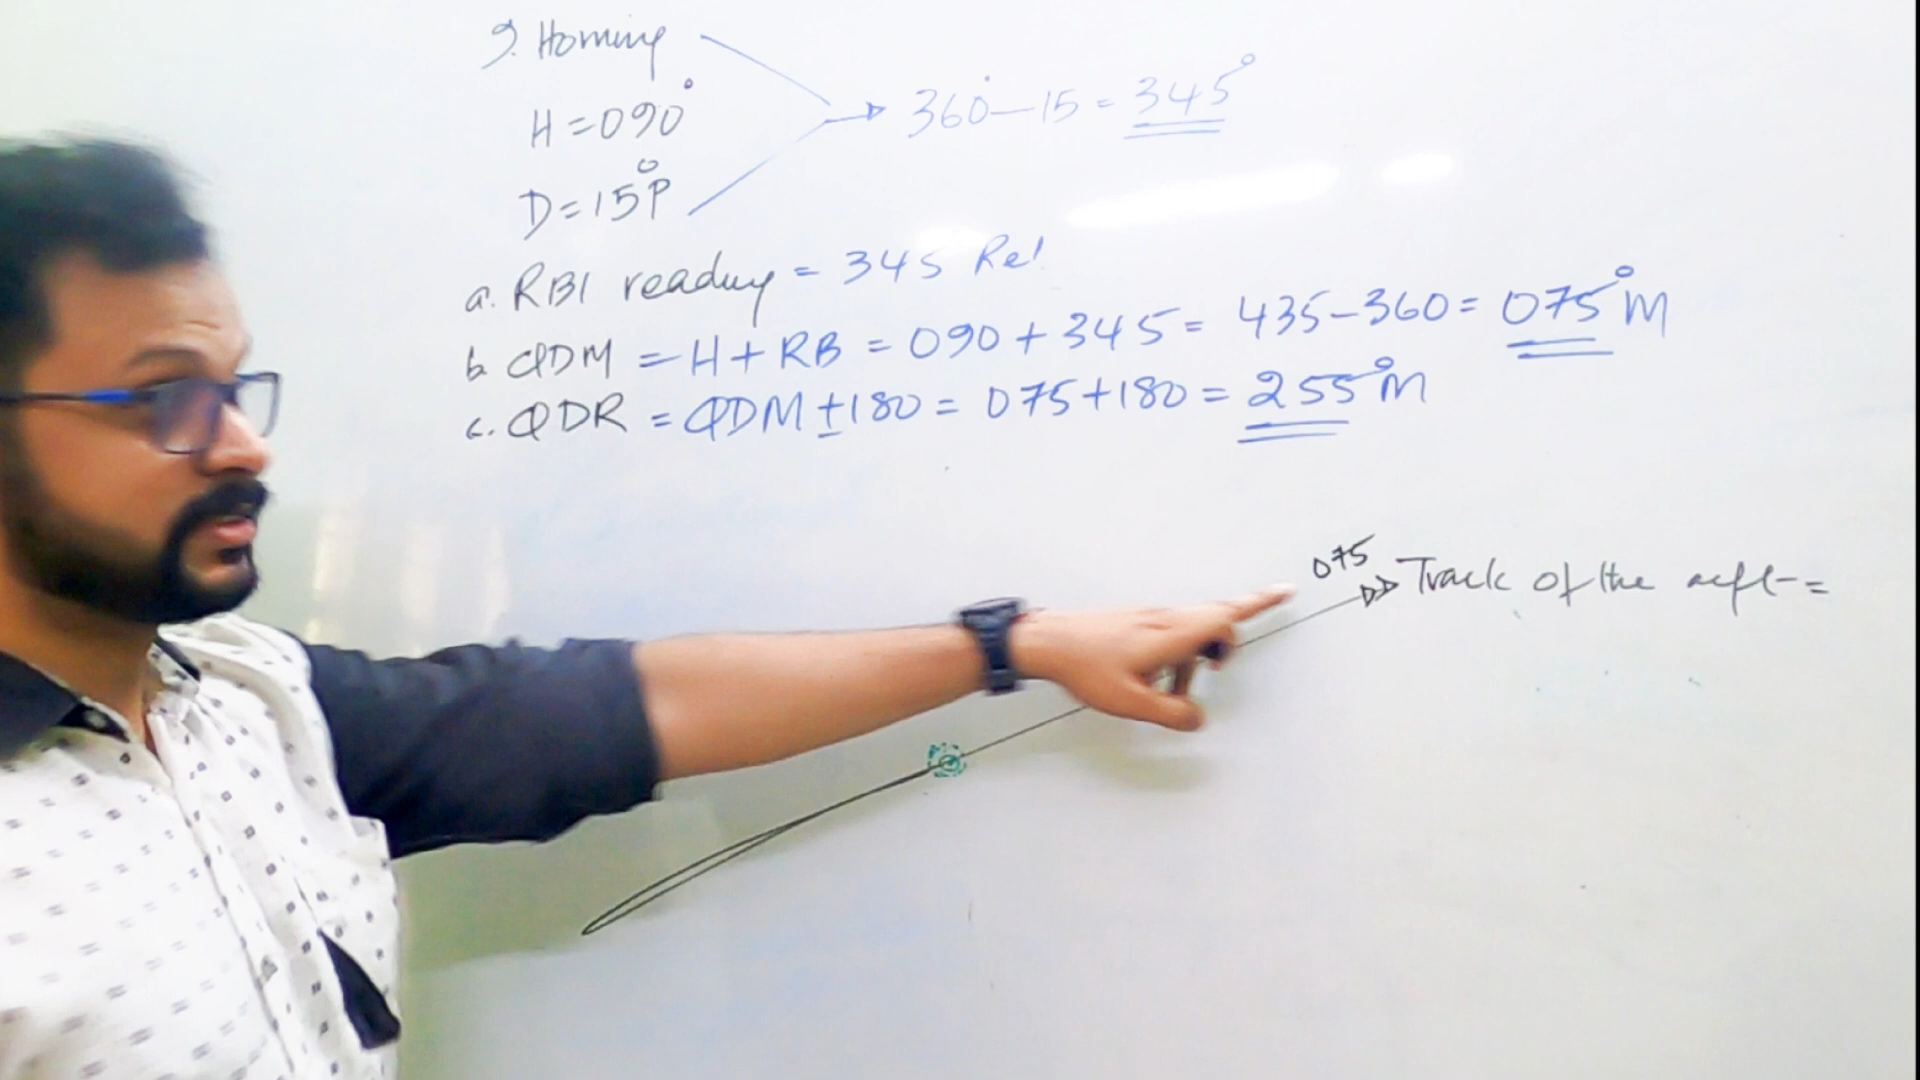 9. Homing
H = 090°
D = 15°P
360° – 15 = 345°
a. RBI reading = 345 Rel
b. QDM = H + RB = 090 + 345 = 435 – 360 = 075°M
c. QDR = QDM ± 180 = 075 + 180 = 255°M
075
Track of the acft =